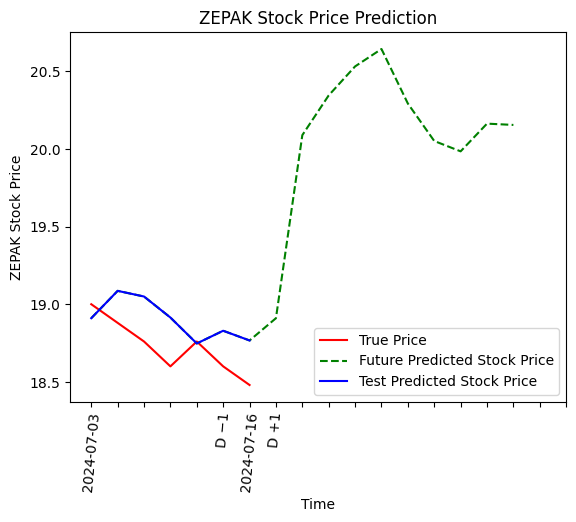 ZEPAK Stock Price Prediction
ZEPAK Stock Price
20.5
20.0
19.5
19.0
18.5
True Price
Future Predicted Stock Price
Test Predicted Stock Price
2024-07-03
D −1
2024-07-16
D +1
Time